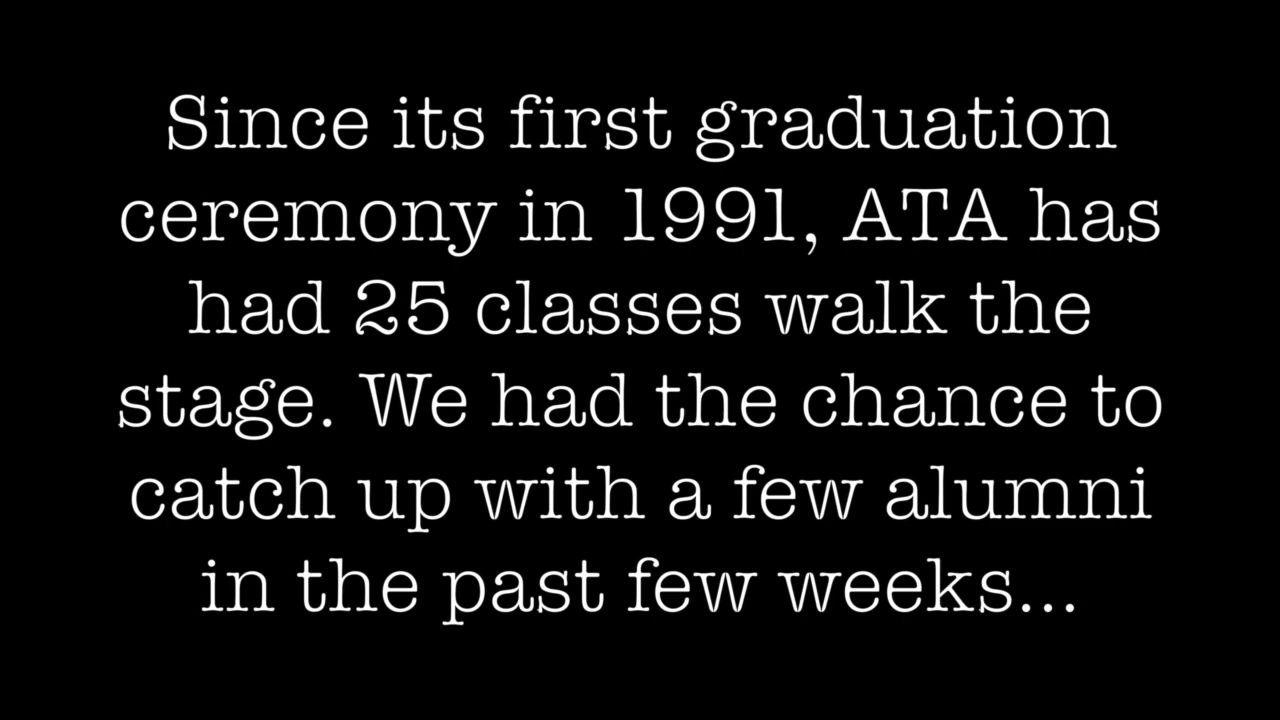 Since its first graduation
ceremony in 1991, ATA has
had 25 classes walk the
stage. We had the chance to
catch up with a few alumni
in the past few weeks...